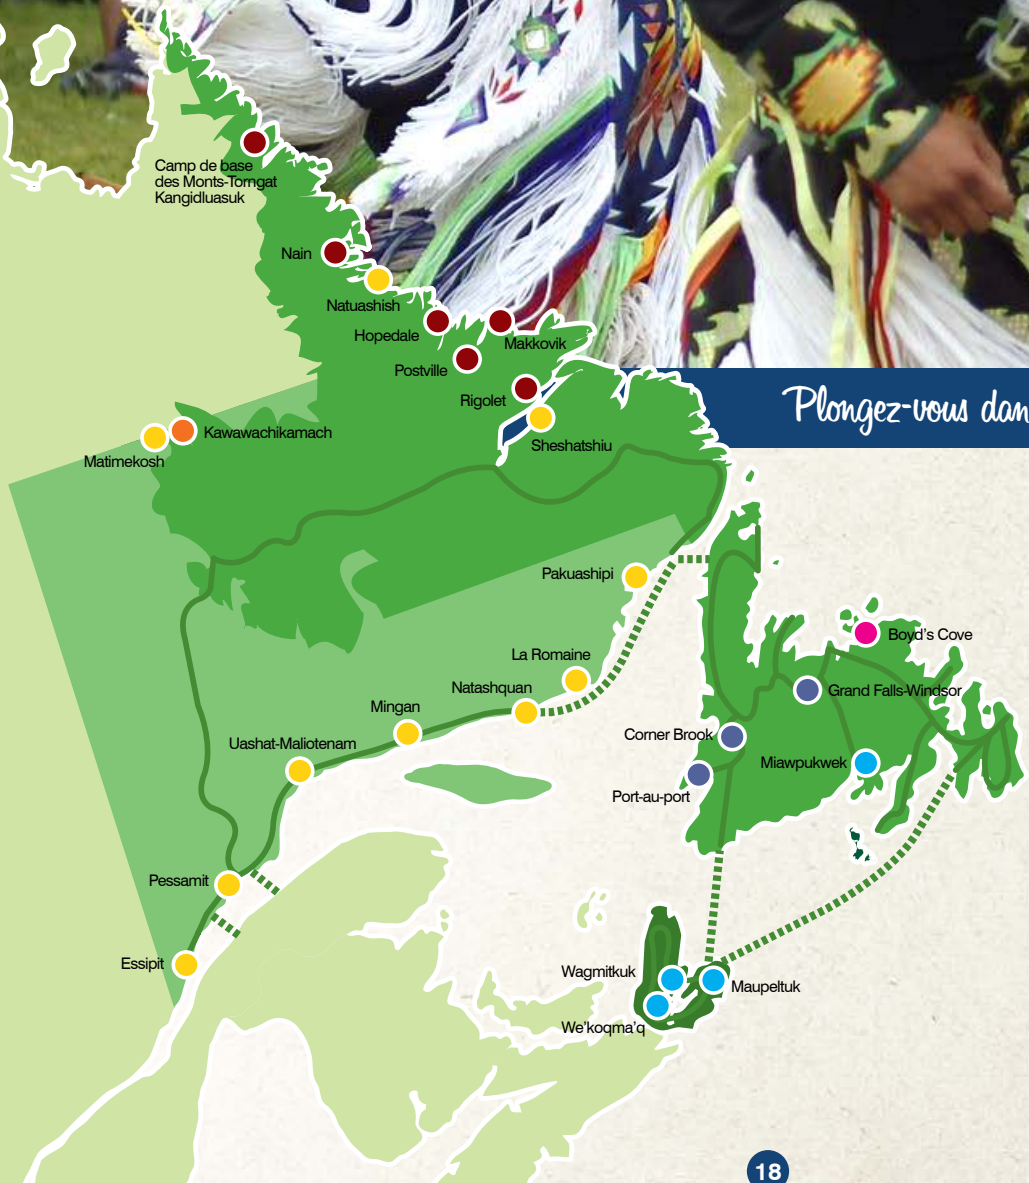 Camp de base
des Monts-Torngat
Kangidluasuk
Nain
Natuashish
Hopedale
Makkovik
Postville
Rigolet
Plongez-vous dan
Kawawachikamach
Sheshatshiu
Matimekosh
Pakuashipi
Boyd's Cove
La Romaine
Natashquan
Grand Falls-Windsor
Mingan
Corner Brook
Uashat-Maliotenam
Miawpukwek
Port-au-port
Pessamit
Essipit
Wagmitkuk
Maupeltuk
We'koqma'q
18